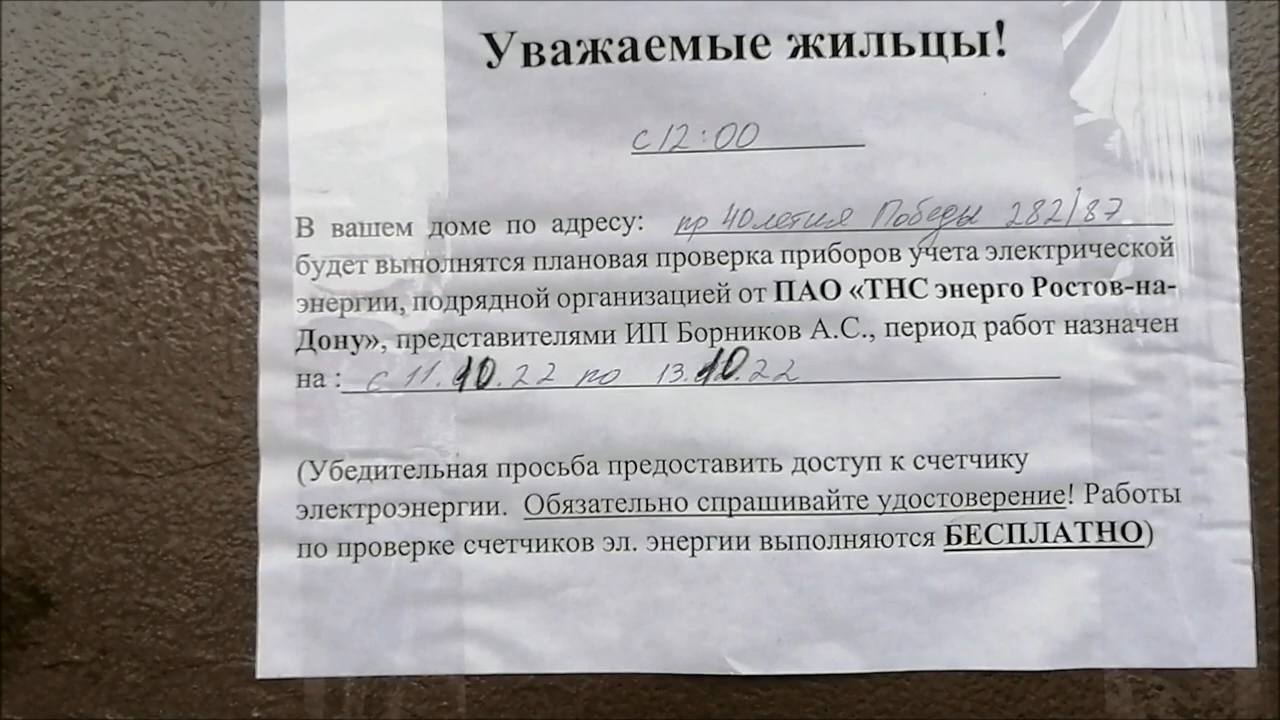 Уважаемые жильцы!
с 12:00
В вашем доме по адресу: пр 40летия Победы 282/87
будет выполнятся плановая проверка приборов учета электрической
энергии, подрядной организацией от ПАО «ТНС энерго Ростов-на-
Дону», представителями ИП Борников А.С., период работ назначен
на : с 11.10.22 по 13.10.22
(Убедительная просьба предоставить доступ к счетчику
электроэнергии. Обязательно спрашивайте удостоверение! Работы
по проверке счетчиков эл. энергии выполняются БЕСПЛАТНО)